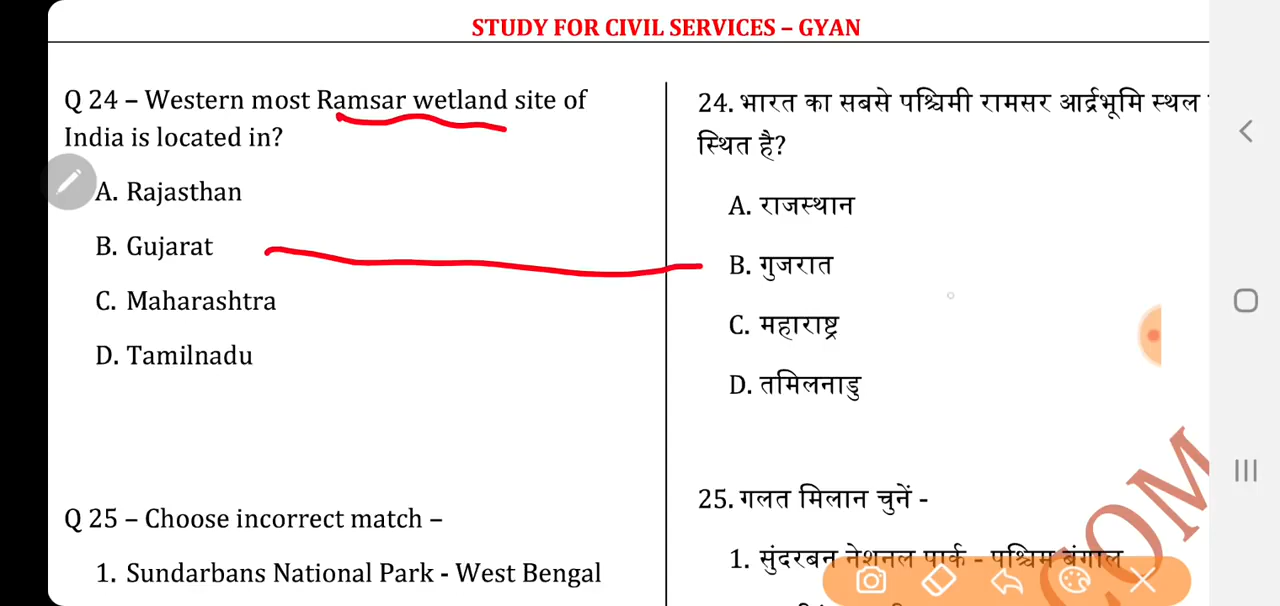 STUDY FOR CIVIL SERVICES – GYAN
Q 24 – Western most Ramsar wetland site of
India is located in?
A. Rajasthan
B. Gujarat
C. Maharashtra
D. Tamilnadu
Q 25 – Choose incorrect match –
1. Sundarbans National Park - West Bengal
24. भारत का सबसे पश्चिमी रामसर आर्द्रभूमि स्थल
स्थित है?
A. राजस्थान
B. गुजरात
C. महाराष्ट्र
D. तमिलनाडु
25. गलत मिलान चुनें -
1. सुंदरबन नेशनल पार्क - पश्चिम बंगाल
COM